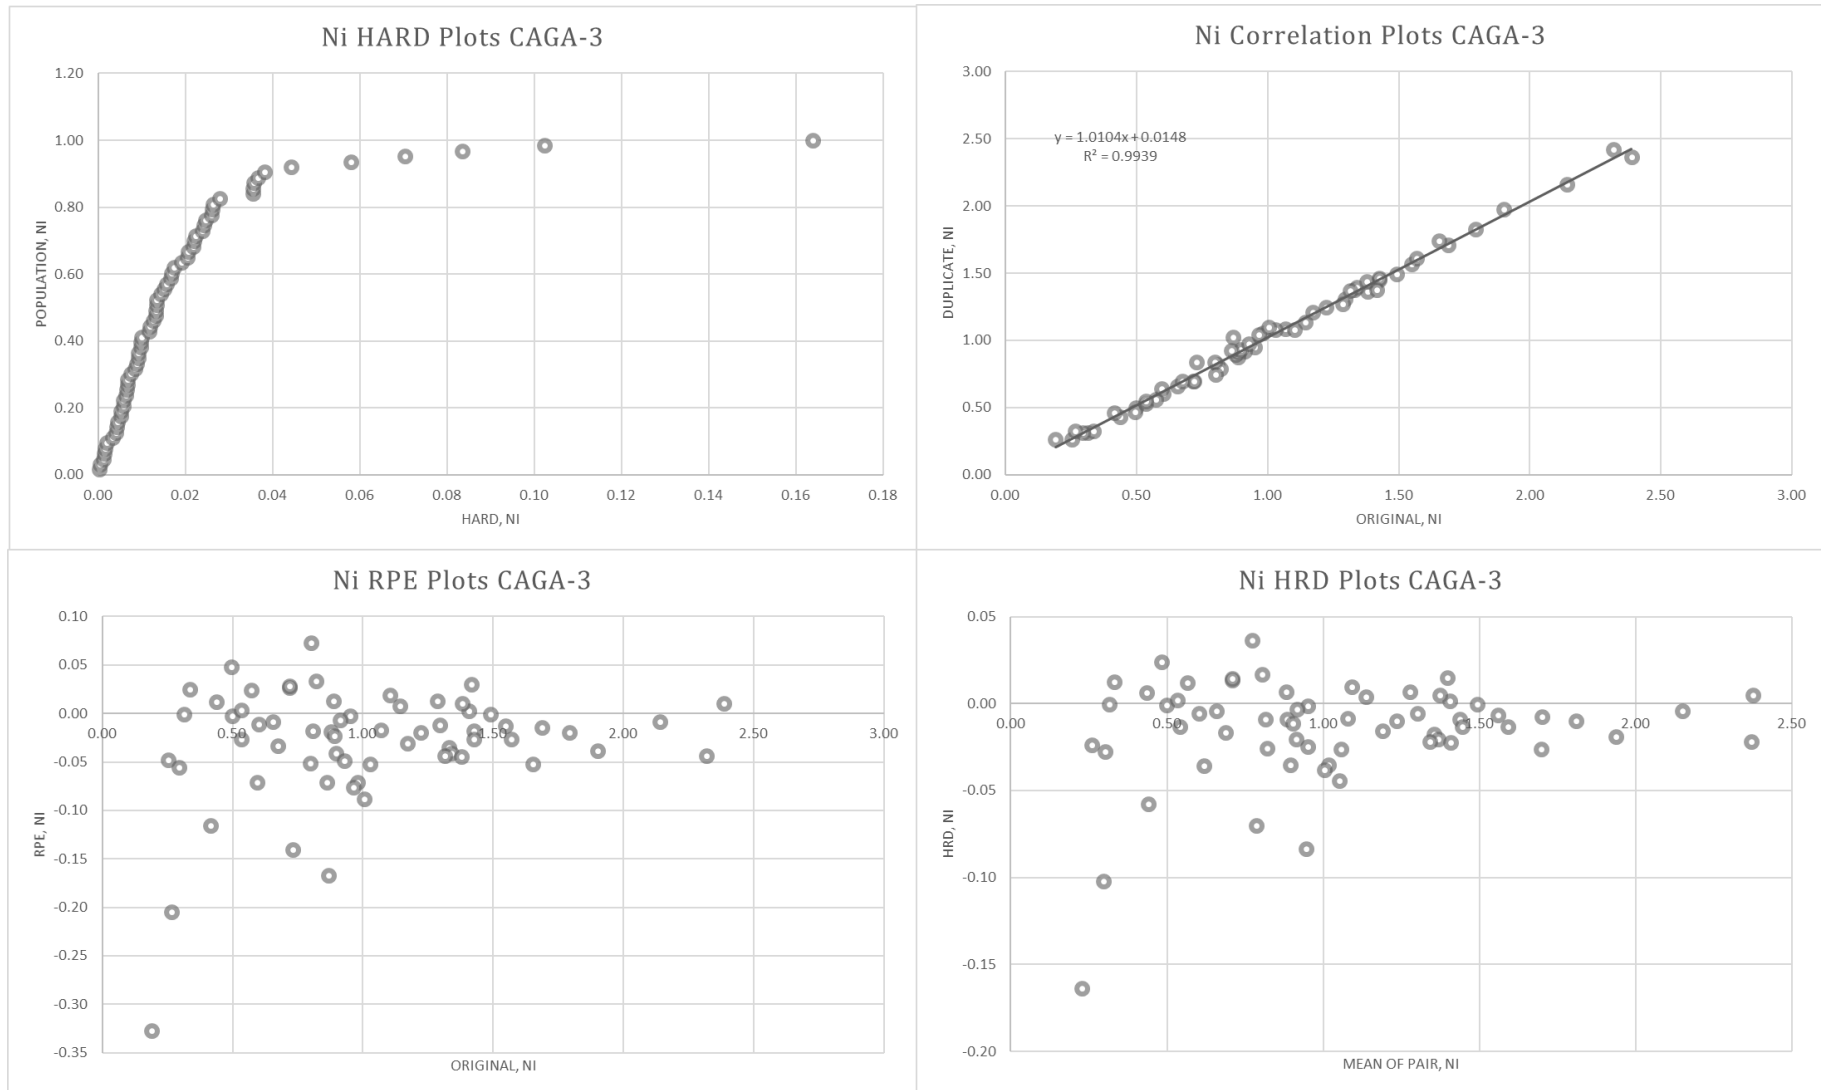 Ni HARD Plots CAGA-3
1.20
1.00
0.80
0.60
0.40
0.20
0.00
POPULATION, NI
0.00 0.02 0.04 0.06 0.08 0.10 0.12 0.14 0.16 0.18
HARD, NI
Ni Correlation Plots CAGA-3
3.00
2.50
2.00
1.50
1.00
0.50
0.00
DUPLICATE, NI
y = 1.0104x + 0.0148
R² = 0.9939
0.00 0.50 1.00 1.50 2.00 2.50 3.00
ORIGINAL, NI
Ni RPE Plots CAGA-3
0.10
0.05
0.00
-0.05
-0.10
-0.15
-0.20
-0.25
-0.30
-0.35
RPE, NI
0.00 0.50 1.00 1.50 2.00 2.50 3.00
ORIGINAL, NI
Ni HRD Plots CAGA-3
0.05
0.00
-0.05
-0.10
-0.15
-0.20
HRD, NI
0.00 0.50 1.00 1.50 2.00 2.50
MEAN OF PAIR, NI